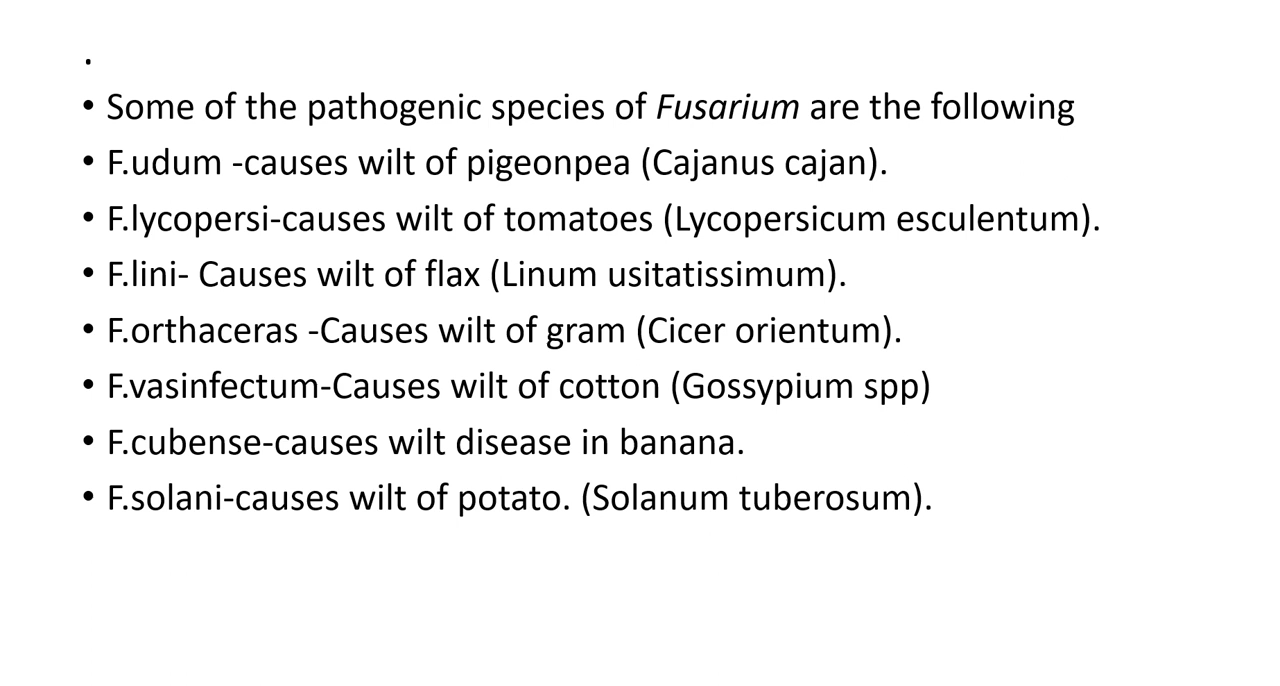 .
• Some of the pathogenic species of Fusarium are the following
• F.udum -causes wilt of pigeonpea (Cajanus cajan).
• F.lycopersi-causes wilt of tomatoes (Lycopersicum esculentum).
• F.lini- Causes wilt of flax (Linum usitatissimum).
• F.orthaceras -Causes wilt of gram (Cicer orientum).
• F.vasinfectum-Causes wilt of cotton (Gossypium spp)
• F.cubense-causes wilt disease in banana.
• F.solani-causes wilt of potato. (Solanum tuberosum).